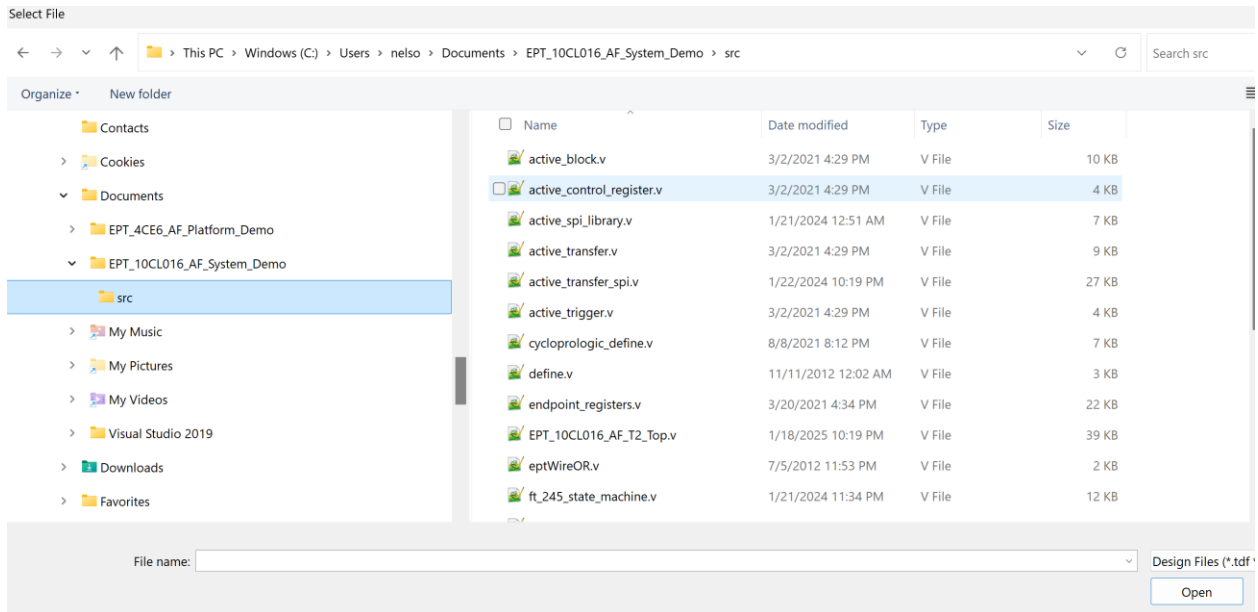 Select File
This PC > Windows (C:) > Users > nelso > Documents > EPT_10CL016_AF_System_Demo > src
Search src
Organize
New folder
Contacts
Cookies
Documents
EPT_4CE6_AF_Platform_Demo
EPT_10CL016_AF_System_Demo
src
My Music
My Pictures
My Videos
Visual Studio 2019
Downloads
Favorites
Name Date modified Type Size
active_block.v 3/2/2021 4:29 PM V File 10 KB
active_control_register.v 3/2/2021 4:29 PM V File 4 KB
active_spi_library.v 1/21/2024 12:51 AM V File 7 KB
active_transfer.v 3/2/2021 4:29 PM V File 9 KB
active_transfer_spi.v 1/22/2024 10:19 PM V File 27 KB
active_trigger.v 3/2/2021 4:29 PM V File 4 KB
cycloprologic_define.v 8/8/2021 8:12 PM V File 7 KB
define.v 11/11/2012 12:02 AM V File 3 KB
endpoint_registers.v 3/20/2021 4:34 PM V File 22 KB
EPT_10CL016_AF_T2_Top.v 1/18/2025 10:19 PM V File 39 KB
eptWireOR.v 7/5/2012 11:53 PM V File 2 KB
ft_245_state_machine.v 1/21/2024 11:34 PM V File 12 KB
File name:
Design Files (*.tdf *
Open